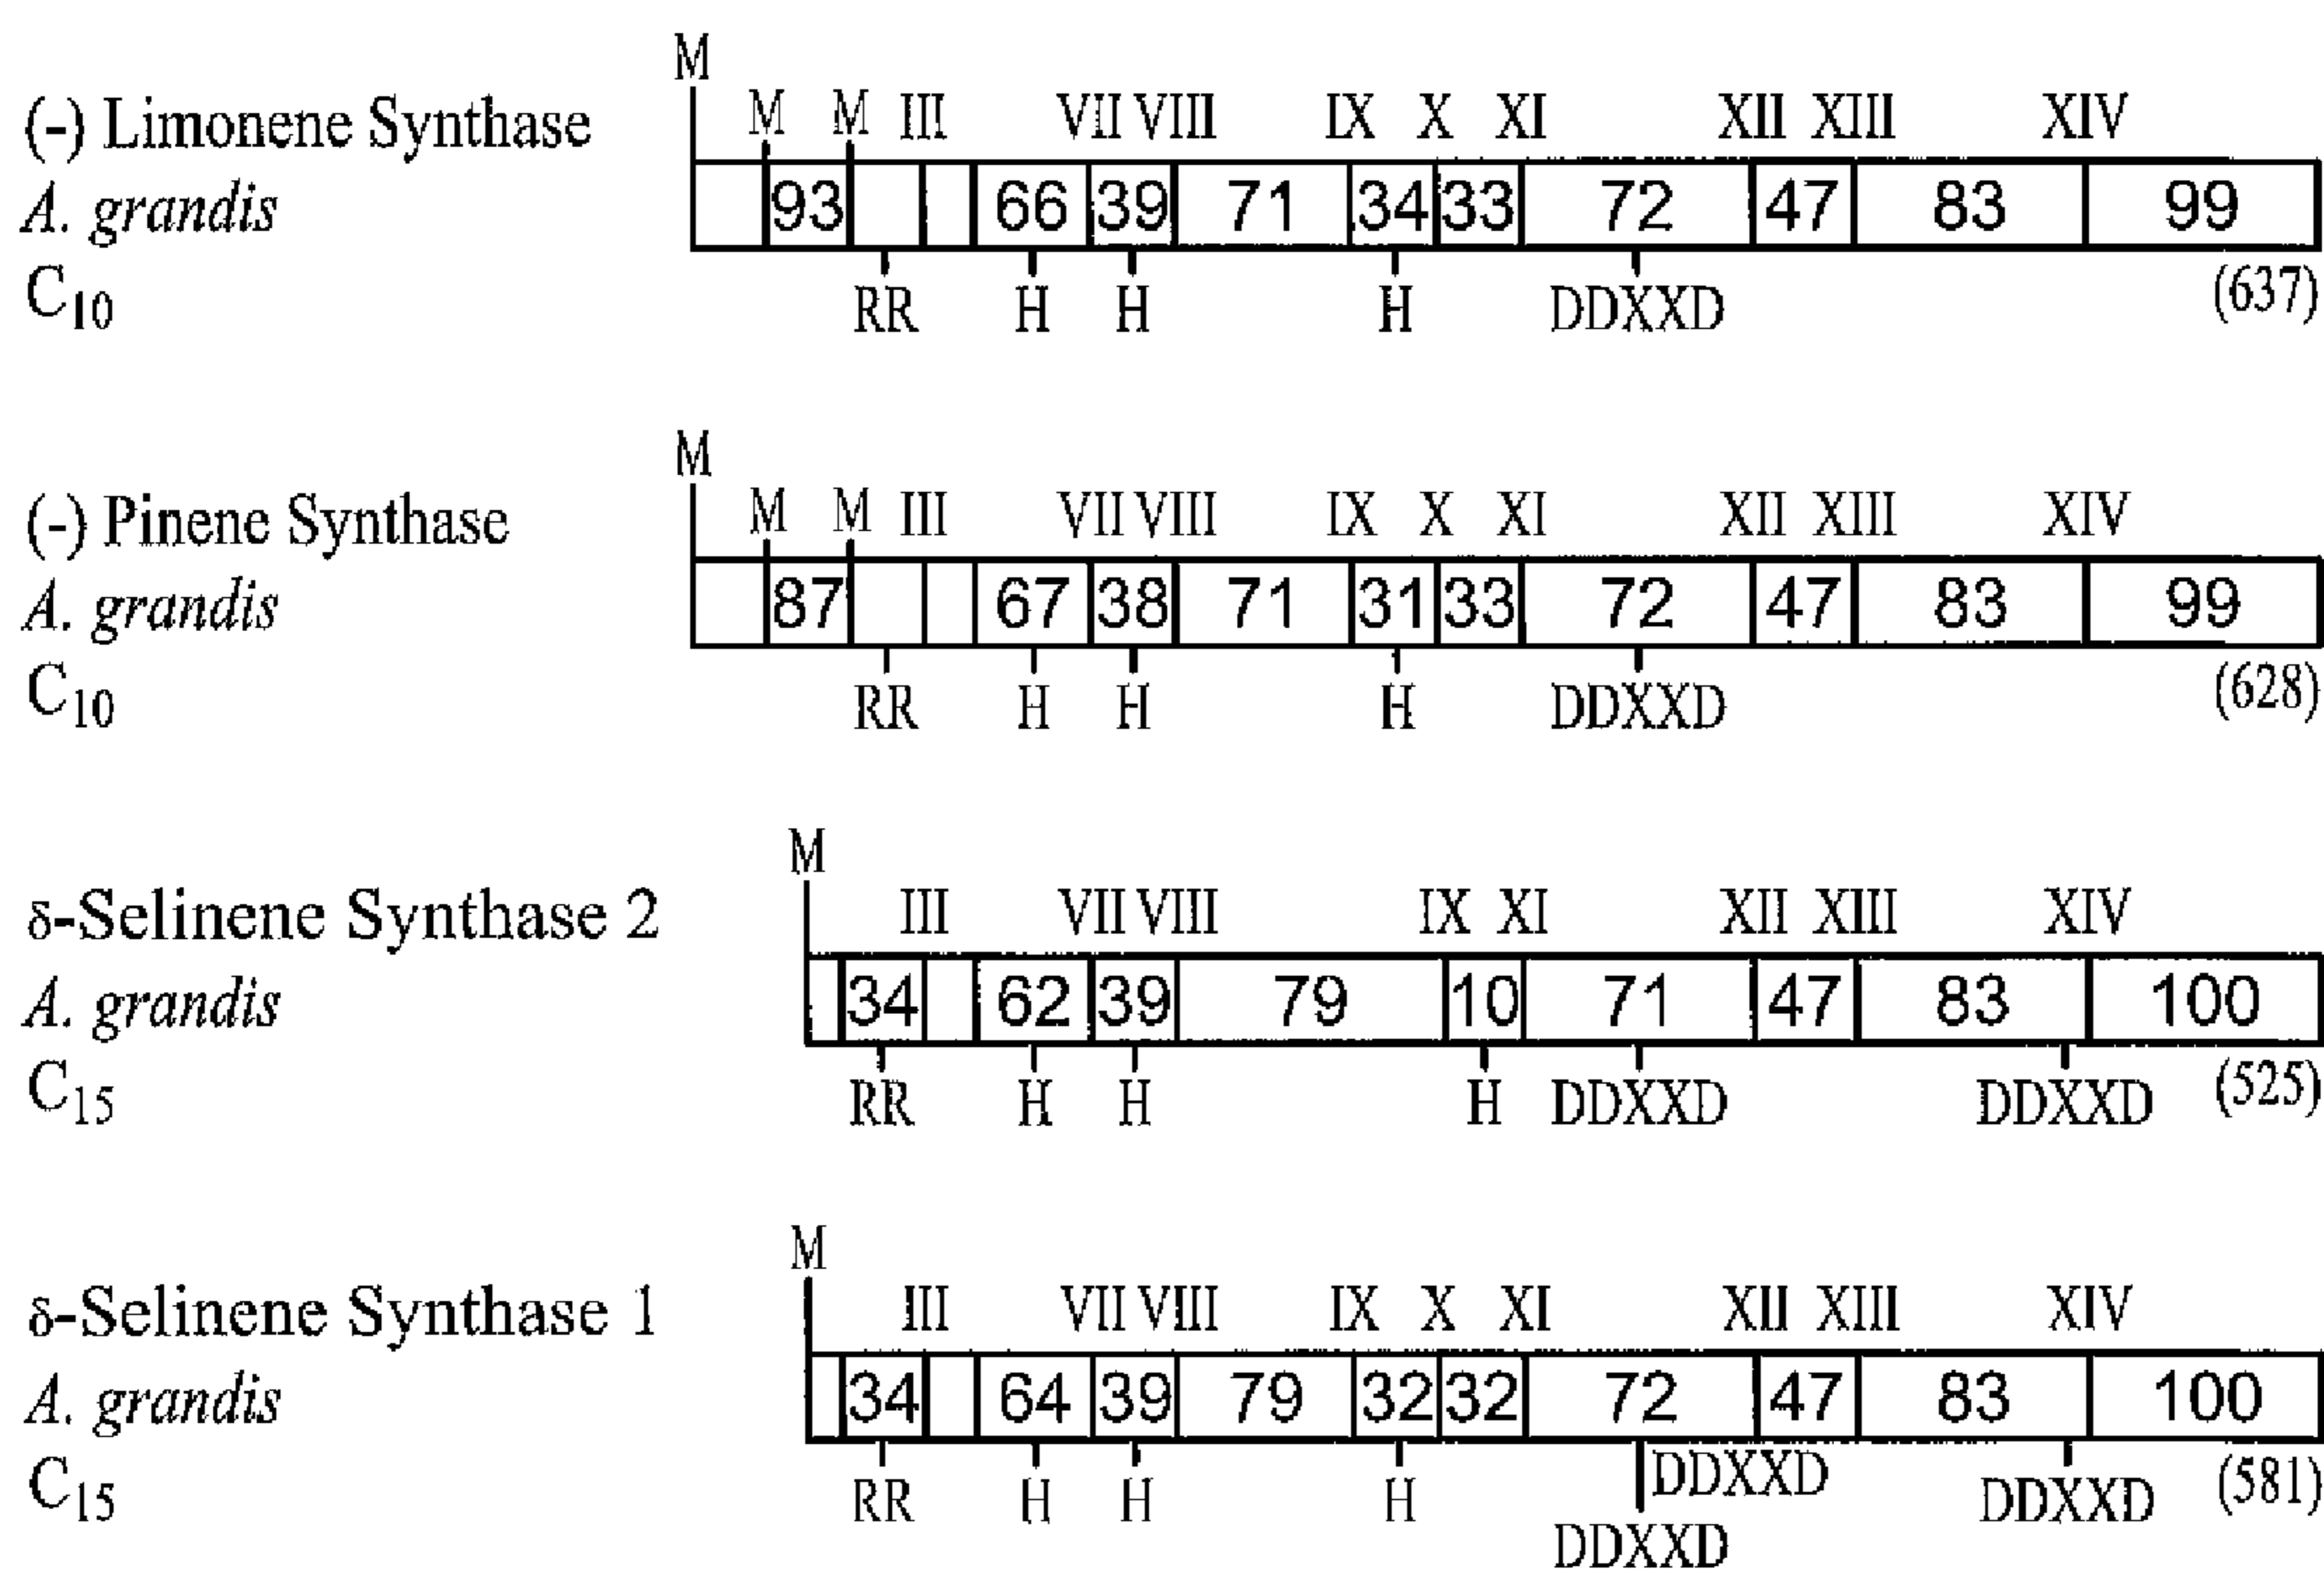 M
(-) Limonene Synthase M M III VII VIII IX X XI XII XIII XIV
A. grandis 93 66 39 71 34 33 72 47 83 99
C10 RR H H H DDXXD (637)
M
(-) Pinene Synthase M M III VII VIII IX X XI XII XIII XIV
A. grandis 87 67 38 71 31 33 72 47 83 99
C10 RR H H H DDXXD (628)
M
δ-Selinene Synthase 2 III VII VIII IX XI XII XIII XIV
A. grandis 34 62 39 79 10 71 47 83 100
C15 RR H H H DDXXD DDXXD (525)
M
δ-Selinene Synthase 1 III VII VIII IX X XI XII XIII XIV
A. grandis 34 64 39 79 32 32 72 47 83 100
C15 RR H H H DDXXD DDXXD (581)
DDXXD